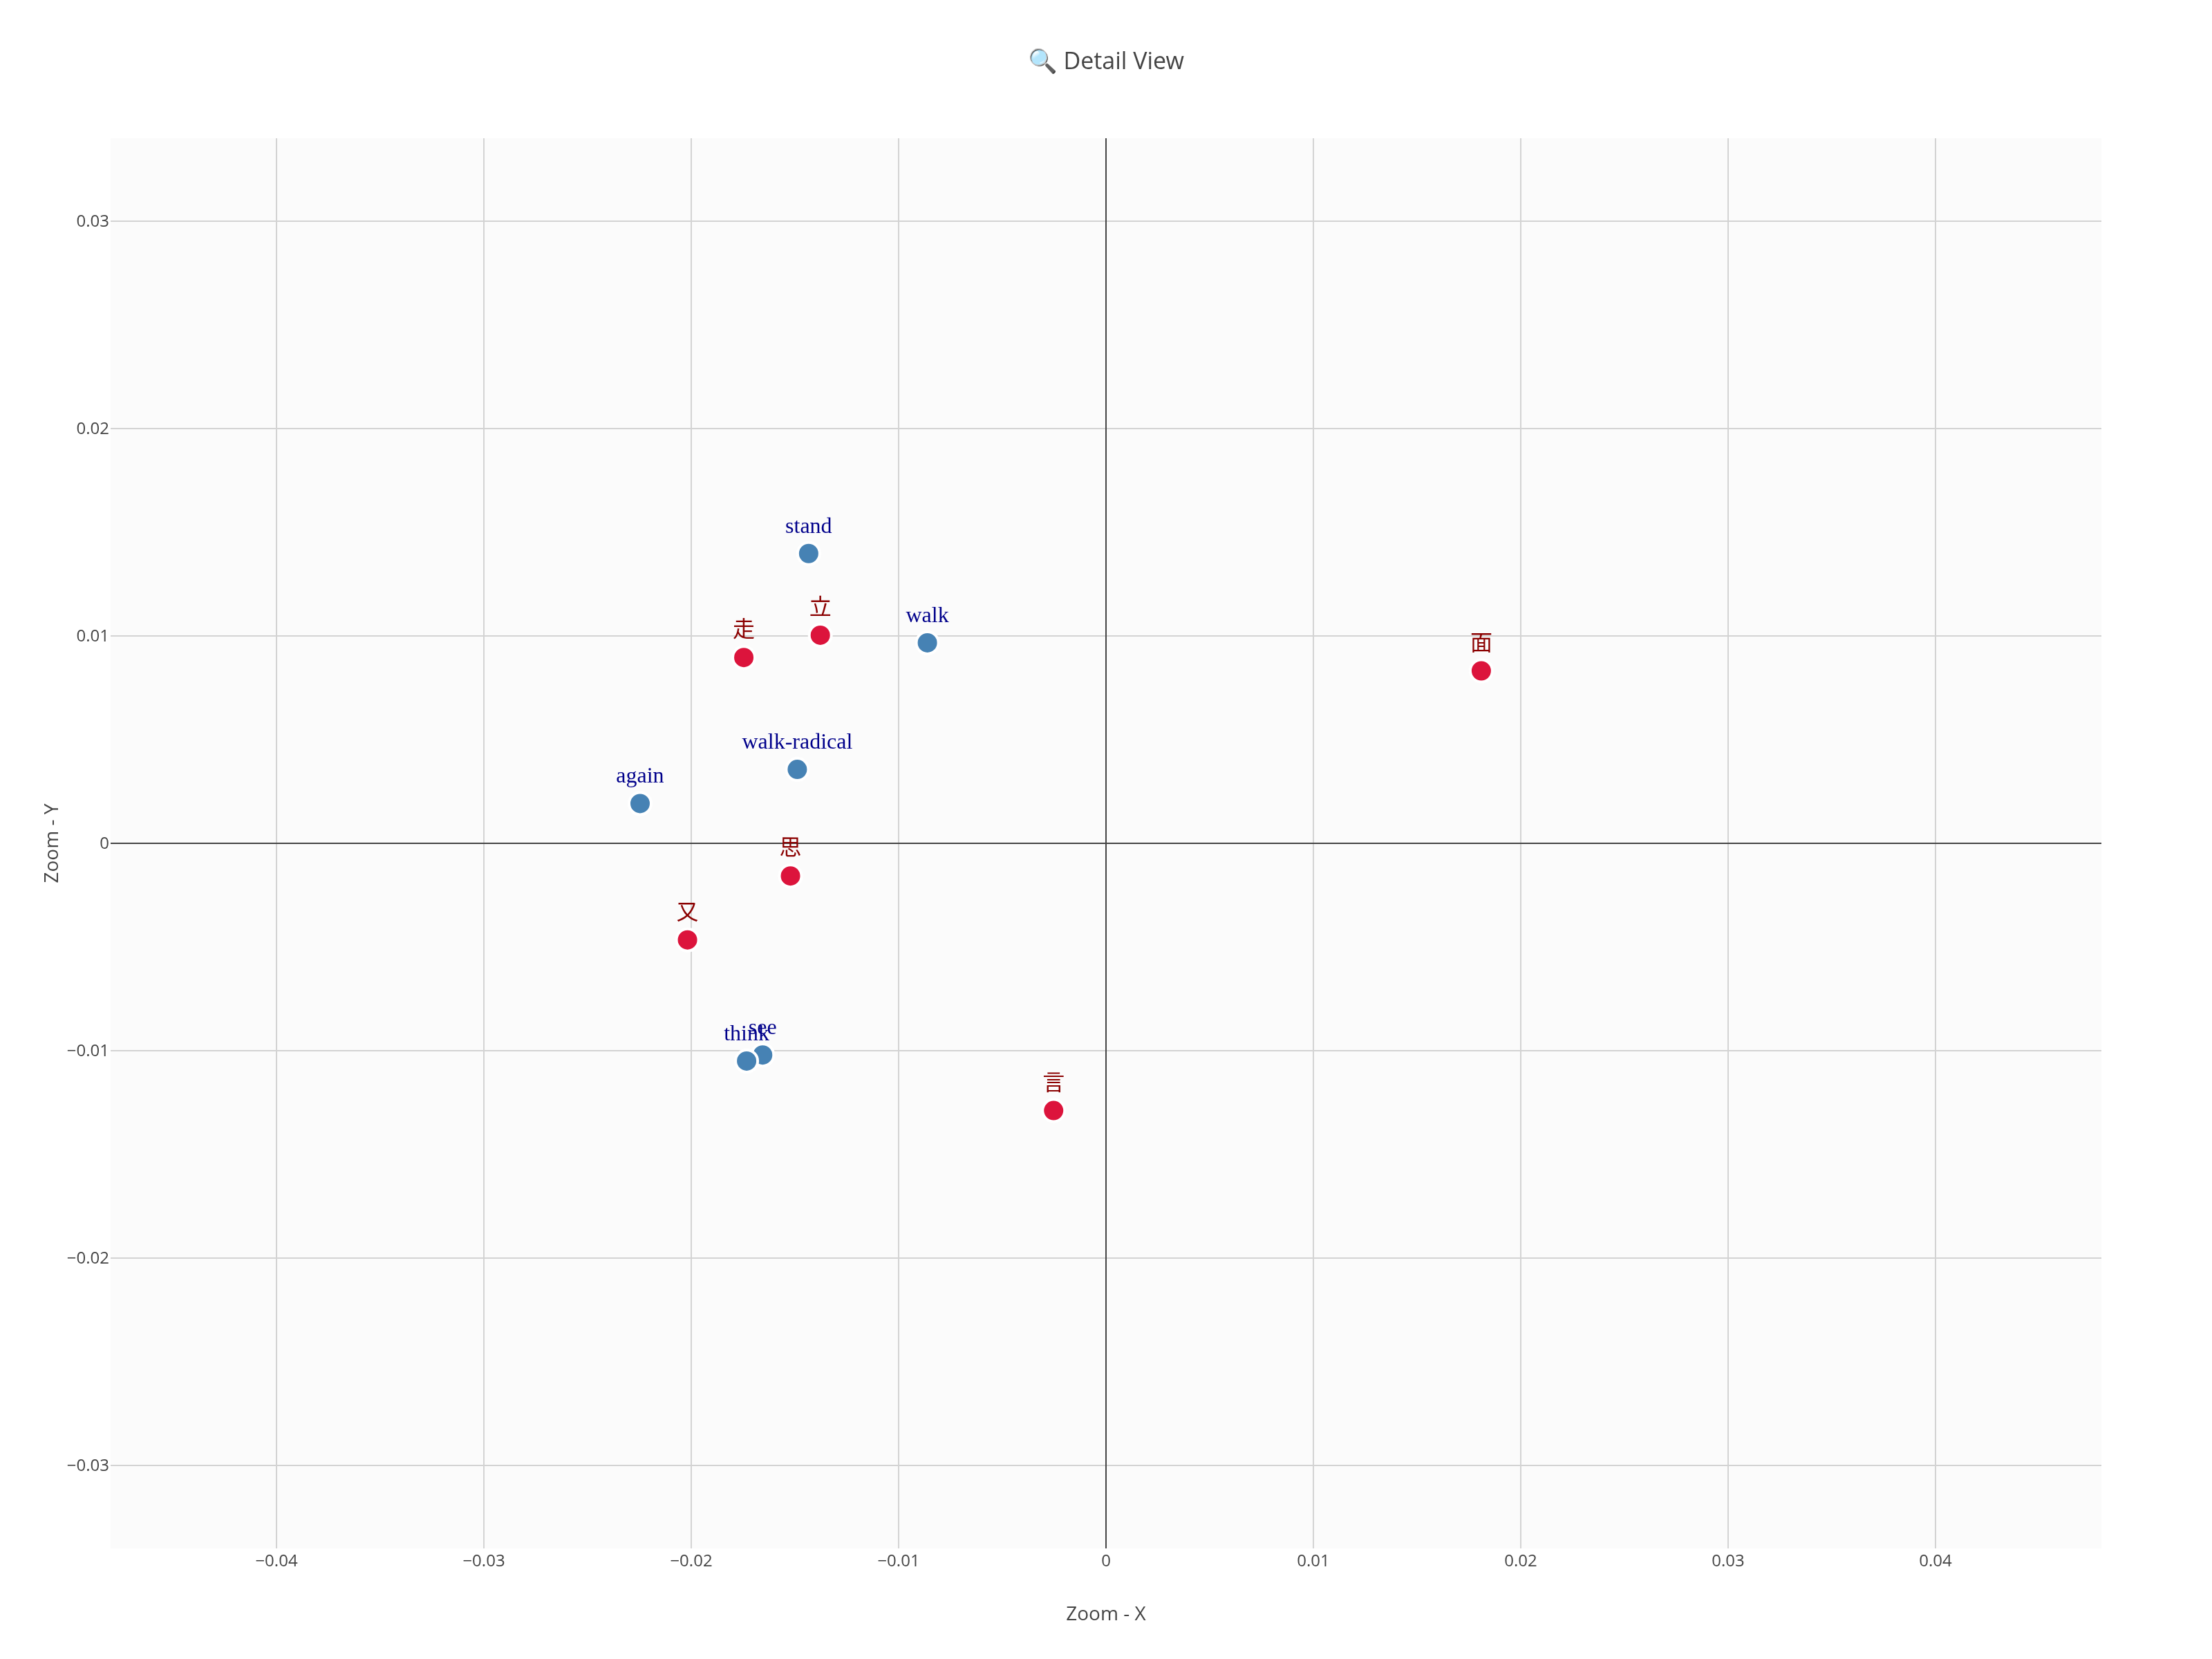 🔍 Detail View
0.03
0.02
0.01
0
−0.01
−0.02
−0.03
Zoom - Y
stand
立
走
walk
面
walk-radical
again
思
又
see
think
言
−0.04
−0.03
−0.02
−0.01
0
0.01
0.02
0.03
0.04
Zoom - X